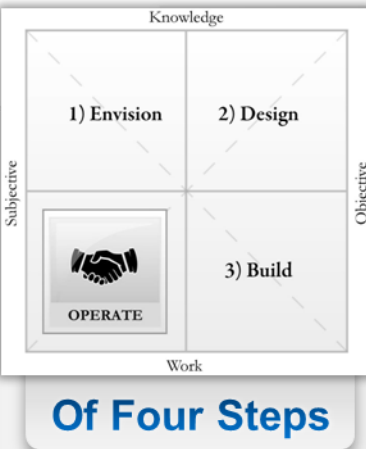 Knowledge
1) Envision
2) Design
Subjective
Objective
OPERATE
3) Build
Work
Of Four Steps